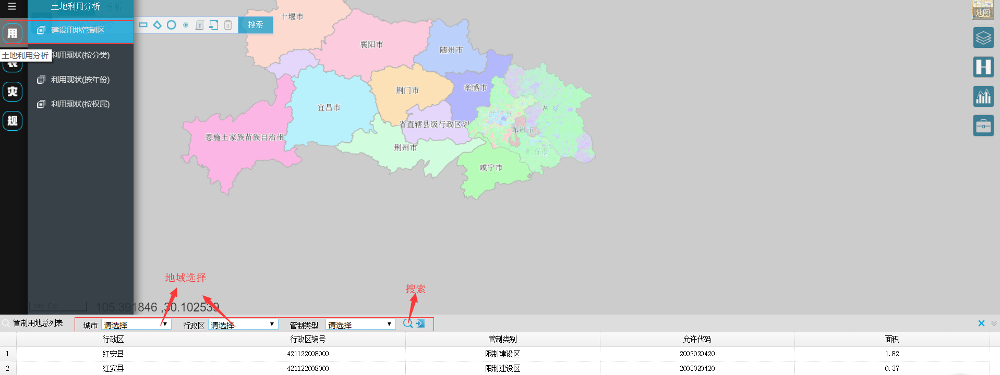 土地利用分析
分析
建设用地管制区
土地利用分析
利用现状(按分类)
利用现状(按年份)
利用现状(按权属)
用
灾
规
搜索
地图
十堰市
襄阳市
随州市
荆门市
孝感市
宜昌市
省直辖县级行政区划
恩施土家族苗族自治州
荆州市
鄂州市
咸宁市
地域选择
搜索
100 千米
105.391846 ,30.102539
管制用地总列表 城市 请选择 行政区 请选择 管制类型 请选择
行政区 行政区编号 管制类别 允许代码 面积
1 红安县 421122008000 限制建设区 2003020420 1.82
2 红安县 421122008000 限制建设区 2003020420 0.37